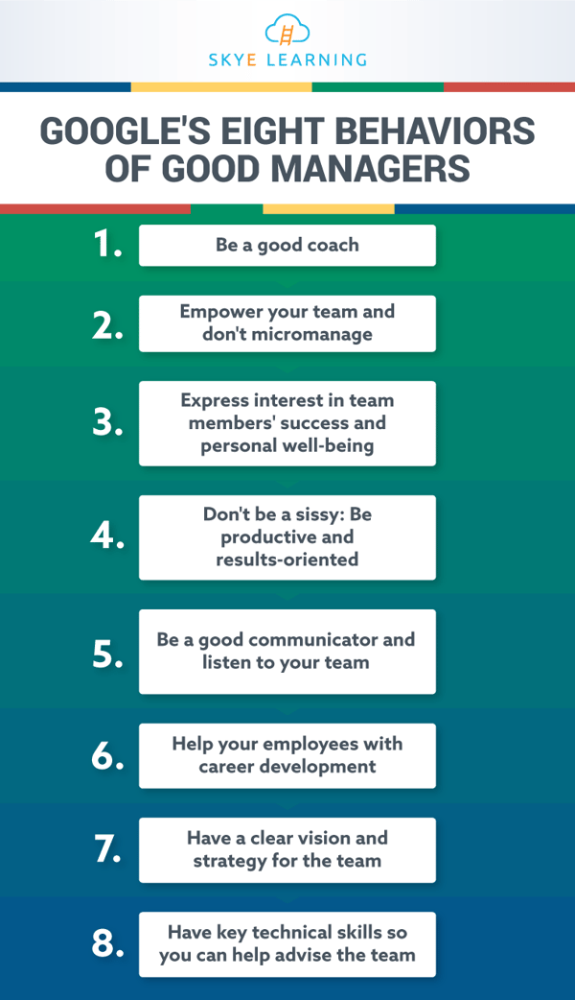 SKYE LEARNING
GOOGLE'S EIGHT BEHAVIORS
OF GOOD MANAGERS
1.
Be a good coach
2.
Empower your team and
don't micromanage
3.
Express interest in team
members' success and
personal well-being
4.
Don't be a sissy: Be
productive and
results-oriented
5.
Be a good communicator and
listen to your team
6.
Help your employees with
career development
7.
Have a clear vision and
strategy for the team
8.
Have key technical skills so
you can help advise the team